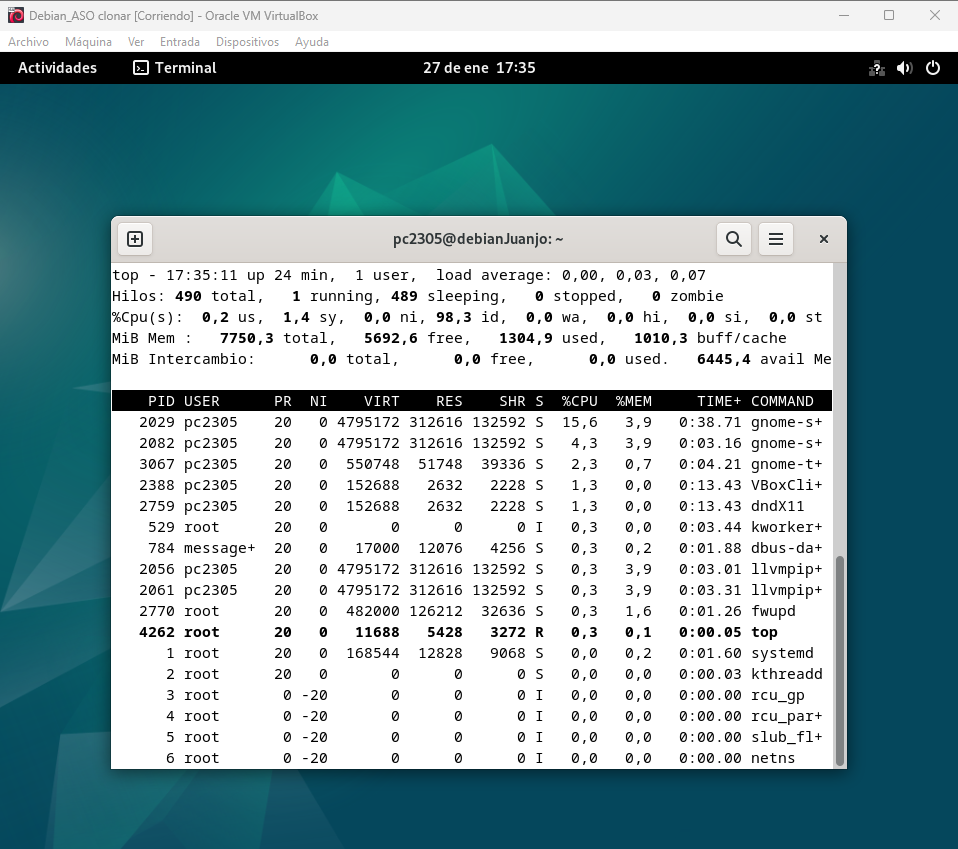 Debian_ASO clonar [Corriendo] - Oracle VM VirtualBox
Archivo Máquina Ver Entrada Dispositivos Ayuda
Actividades Terminal 27 de ene 17:35
pc2305@debianJuanjo: ~
top - 17:35:11 up 24 min, 1 user, load average: 0,00, 0,03, 0,07
Hilos: 490 total, 1 running, 489 sleeping, 0 stopped, 0 zombie
%Cpu(s): 0,2 us, 1,4 sy, 0,0 ni, 98,3 id, 0,0 wa, 0,0 hi, 0,0 si, 0,0 st
MiB Mem : 7750,3 total, 5692,6 free, 1304,9 used, 1010,3 buff/cache
MiB Intercambio: 0,0 total, 0,0 free, 0,0 used. 6445,4 avail Me
PID USER PR NI VIRT RES SHR S %CPU %MEM TIME+ COMMAND
2029 pc2305 20 0 4795172 312616 132592 S 15,6 3,9 0:38.71 gnome-s+
2082 pc2305 20 0 4795172 312616 132592 S 4,3 3,9 0:03.16 gnome-s+
3067 pc2305 20 0 550748 51748 39336 S 2,3 0,7 0:04.21 gnome-t+
2388 pc2305 20 0 152688 2632 2228 S 1,3 0,0 0:13.43 VBoxCli+
2759 pc2305 20 0 152688 2632 2228 S 1,3 0,0 0:13.43 dndX11
529 root 20 0 0 0 0 I 0,3 0,0 0:03.44 kworker+
784 message+ 20 0 17000 12076 4256 S 0,3 0,2 0:01.88 dbus-da+
2056 pc2305 20 0 4795172 312616 132592 S 0,3 3,9 0:03.01 llvmpip+
2061 pc2305 20 0 4795172 312616 132592 S 0,3 3,9 0:03.31 llvmpip+
2770 root 20 0 482000 126212 32636 S 0,3 1,6 0:01.26 fwupd
4262 root 20 0 11688 5428 3272 R 0,3 0,1 0:00.05 top
1 root 20 0 168544 12828 9068 S 0,0 0,2 0:01.60 systemd
2 root 20 0 0 0 0 S 0,0 0,0 0:00.03 kthreadd
3 root 0 -20 0 0 0 I 0,0 0,0 0:00.00 rcu_gp
4 root 0 -20 0 0 0 I 0,0 0,0 0:00.00 rcu_par+
5 root 0 -20 0 0 0 I 0,0 0,0 0:00.00 slub_fl+
6 root 0 -20 0 0 0 I 0,0 0,0 0:00.00 netns